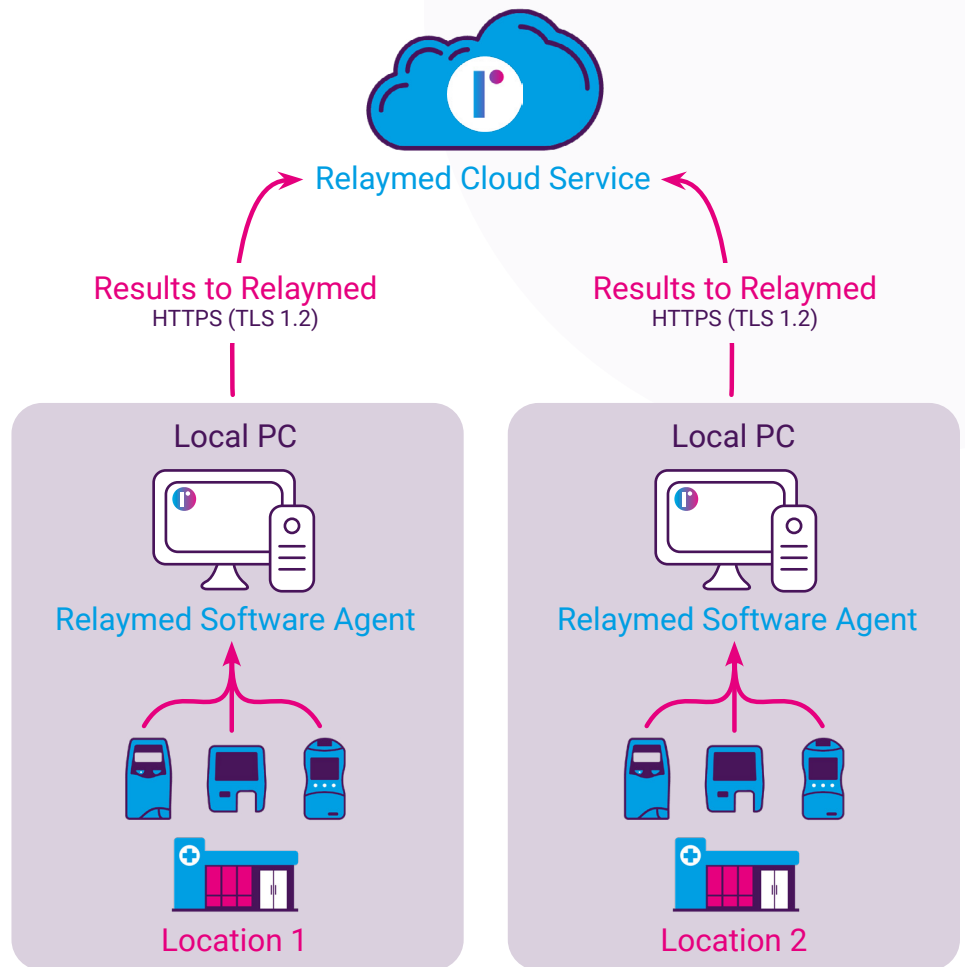 Relaymed Cloud Service
Results to Relaymed
HTTPS (TLS 1.2)
Results to Relaymed
HTTPS (TLS 1.2)
Local PC
Relaymed Software Agent
Location 1
Local PC
Relaymed Software Agent
Location 2